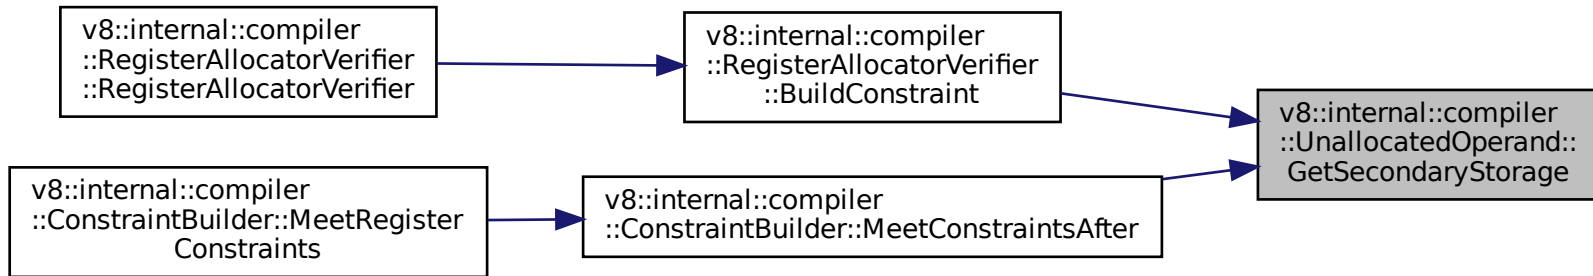 v8::internal::compiler
::RegisterAllocatorVerifier
::RegisterAllocatorVerifier
v8::internal::compiler
::RegisterAllocatorVerifier
::BuildConstraint
v8::internal::compiler
::UnallocatedOperand::
GetSecondaryStorage
v8::internal::compiler
::ConstraintBuilder::MeetRegister
Constraints
v8::internal::compiler
::ConstraintBuilder::MeetConstraintsAfter